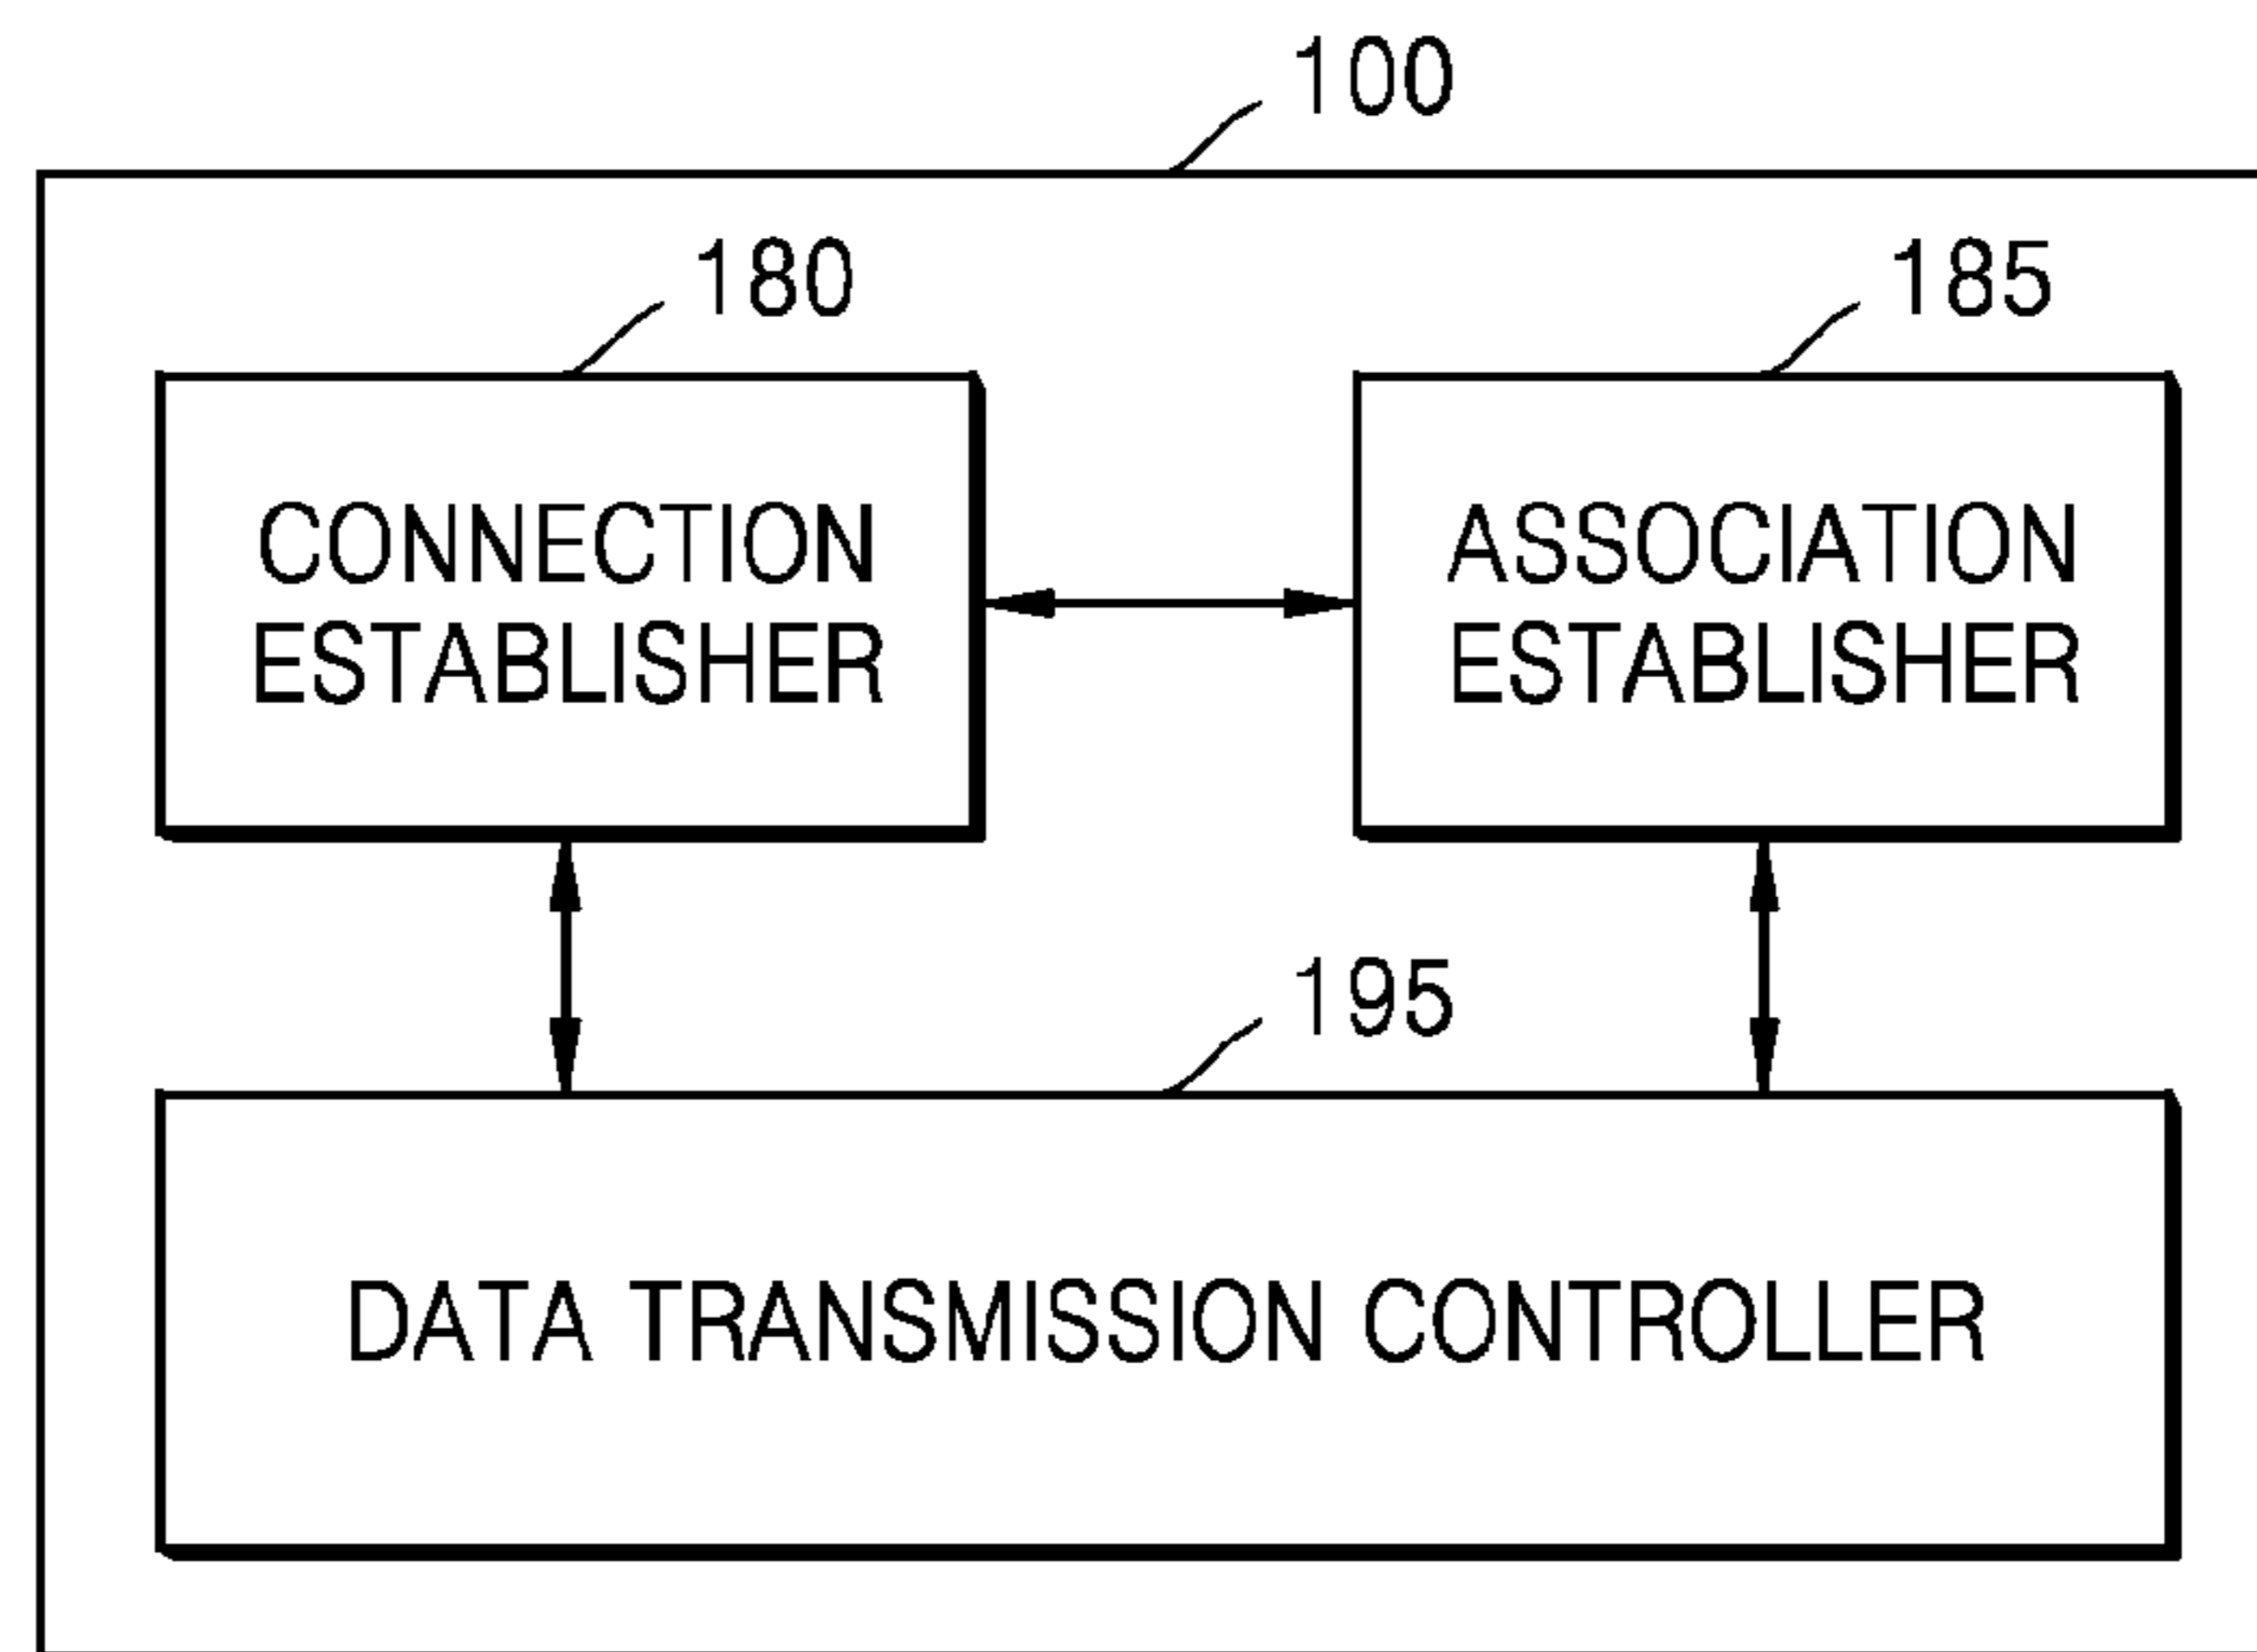 100
180
185
CONNECTION
ESTABLISHER
ASSOCIATION
ESTABLISHER
195
DATA TRANSMISSION CONTROLLER